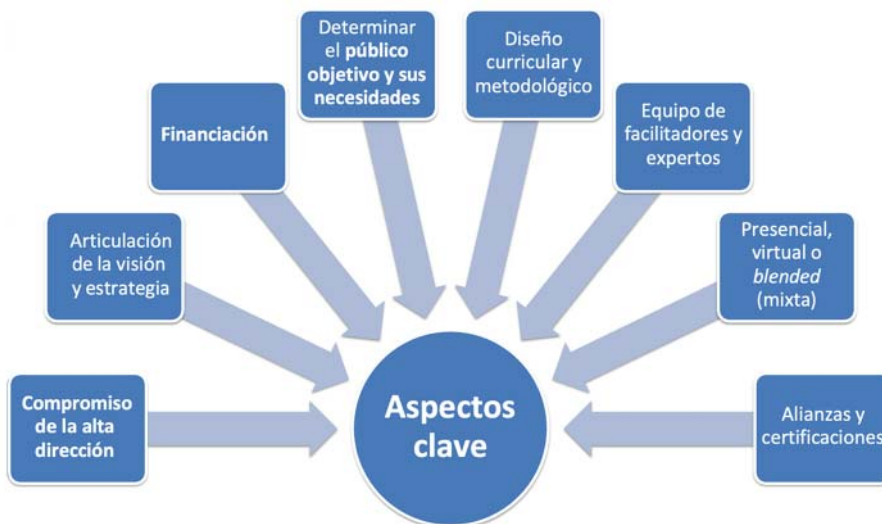 Compromiso
de la alta
dirección
Articulación
de la visión
y estrategia
Financiación
Determinar
el público
objetivo y sus
necesidades
Diseño
curricular y
metodológico
Equipo de
facilitadores y
expertos
Presencial,
virtual o
blended
(mixta)
Alianzas y
certificaciones
Aspectos
clave